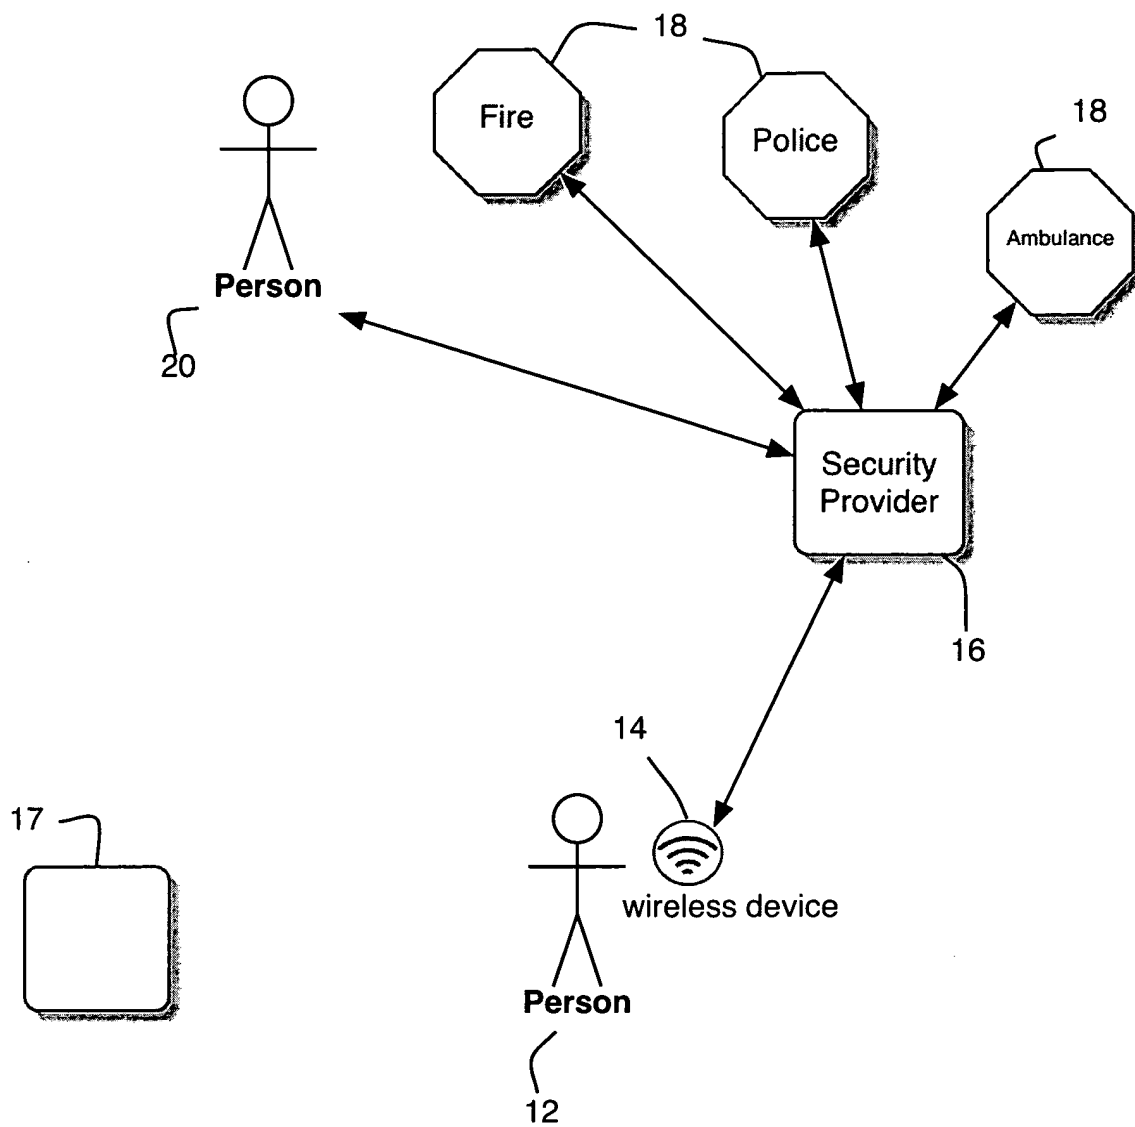 18
Fire
Police
18
Ambulance
Person
20
Security
Provider
16
14
17
wireless device
Person
12